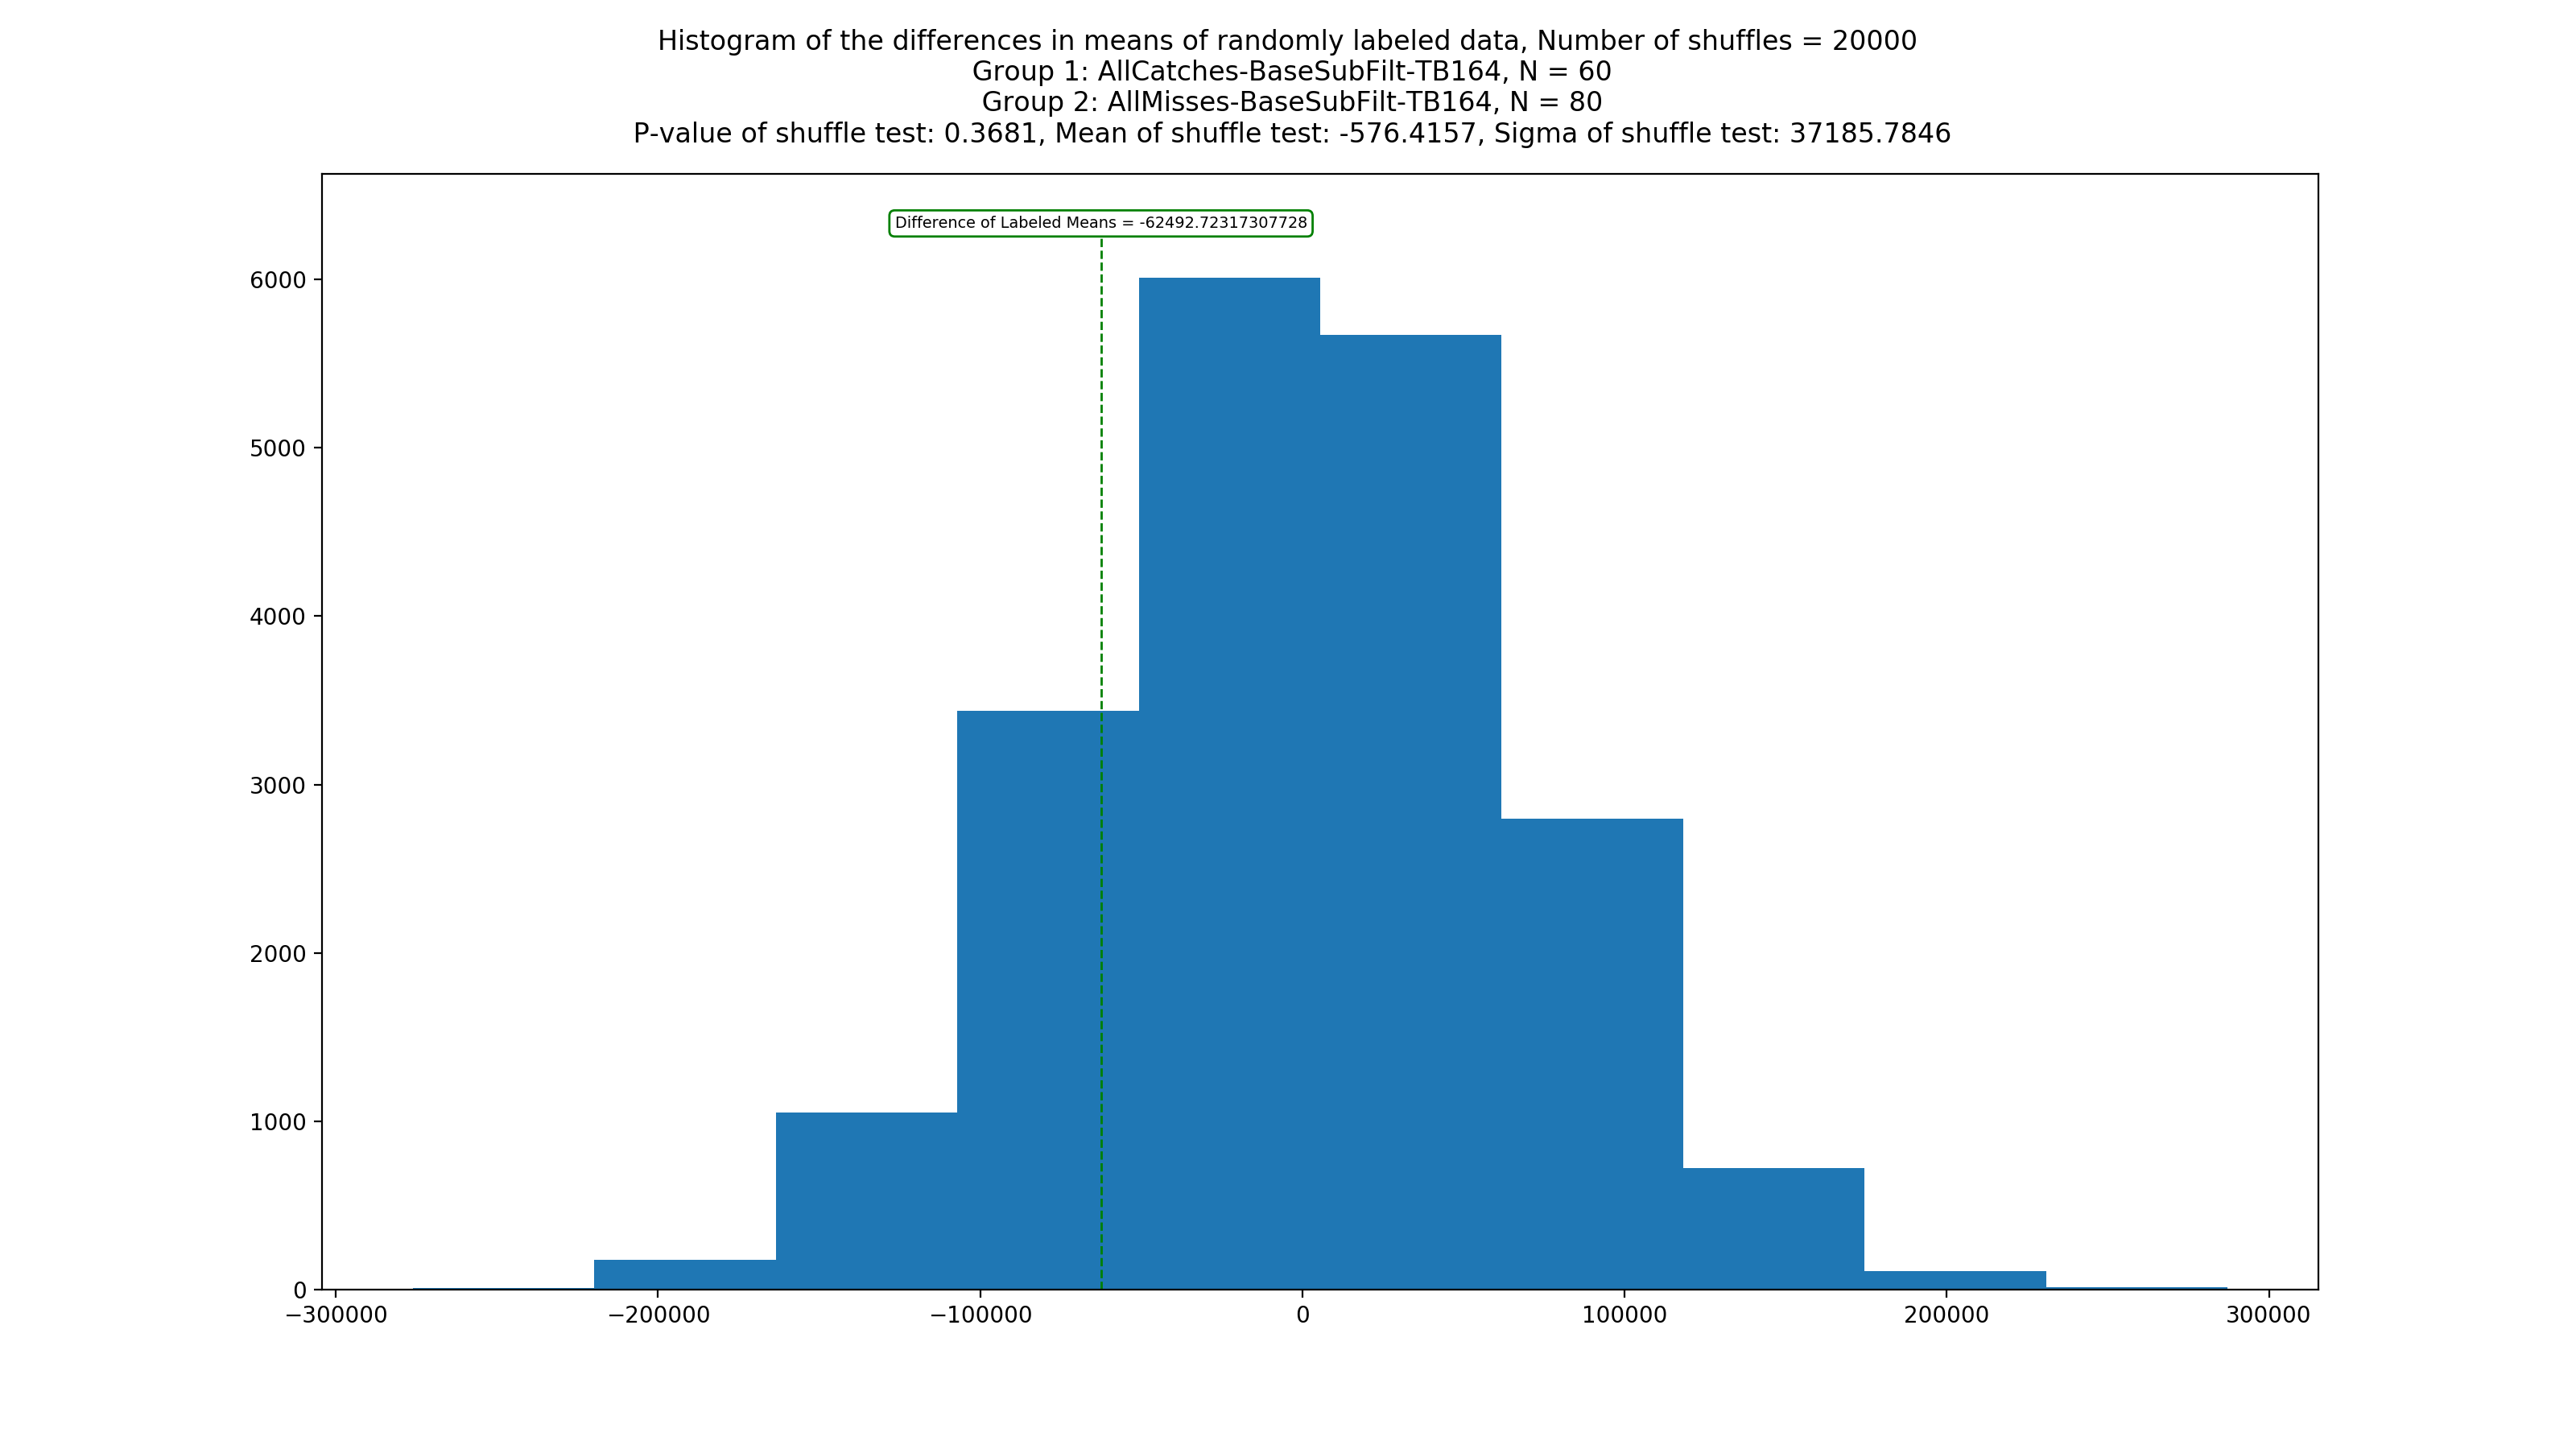 Histogram of the differences in means of randomly labeled data, Number of shuffles = 20000
Group 1: AllCatches-BaseSubFilt-TB164, N = 60
Group 2: AllMisses-BaseSubFilt-TB164, N = 80
P-value of shuffle test: 0.3681, Mean of shuffle test: -576.4157, Sigma of shuffle test: 37185.7846
Difference of Labeled Means = -62492.72317307728
6000
5000
4000
3000
2000
1000
0
−300000 −200000 −100000 0 100000 200000 300000